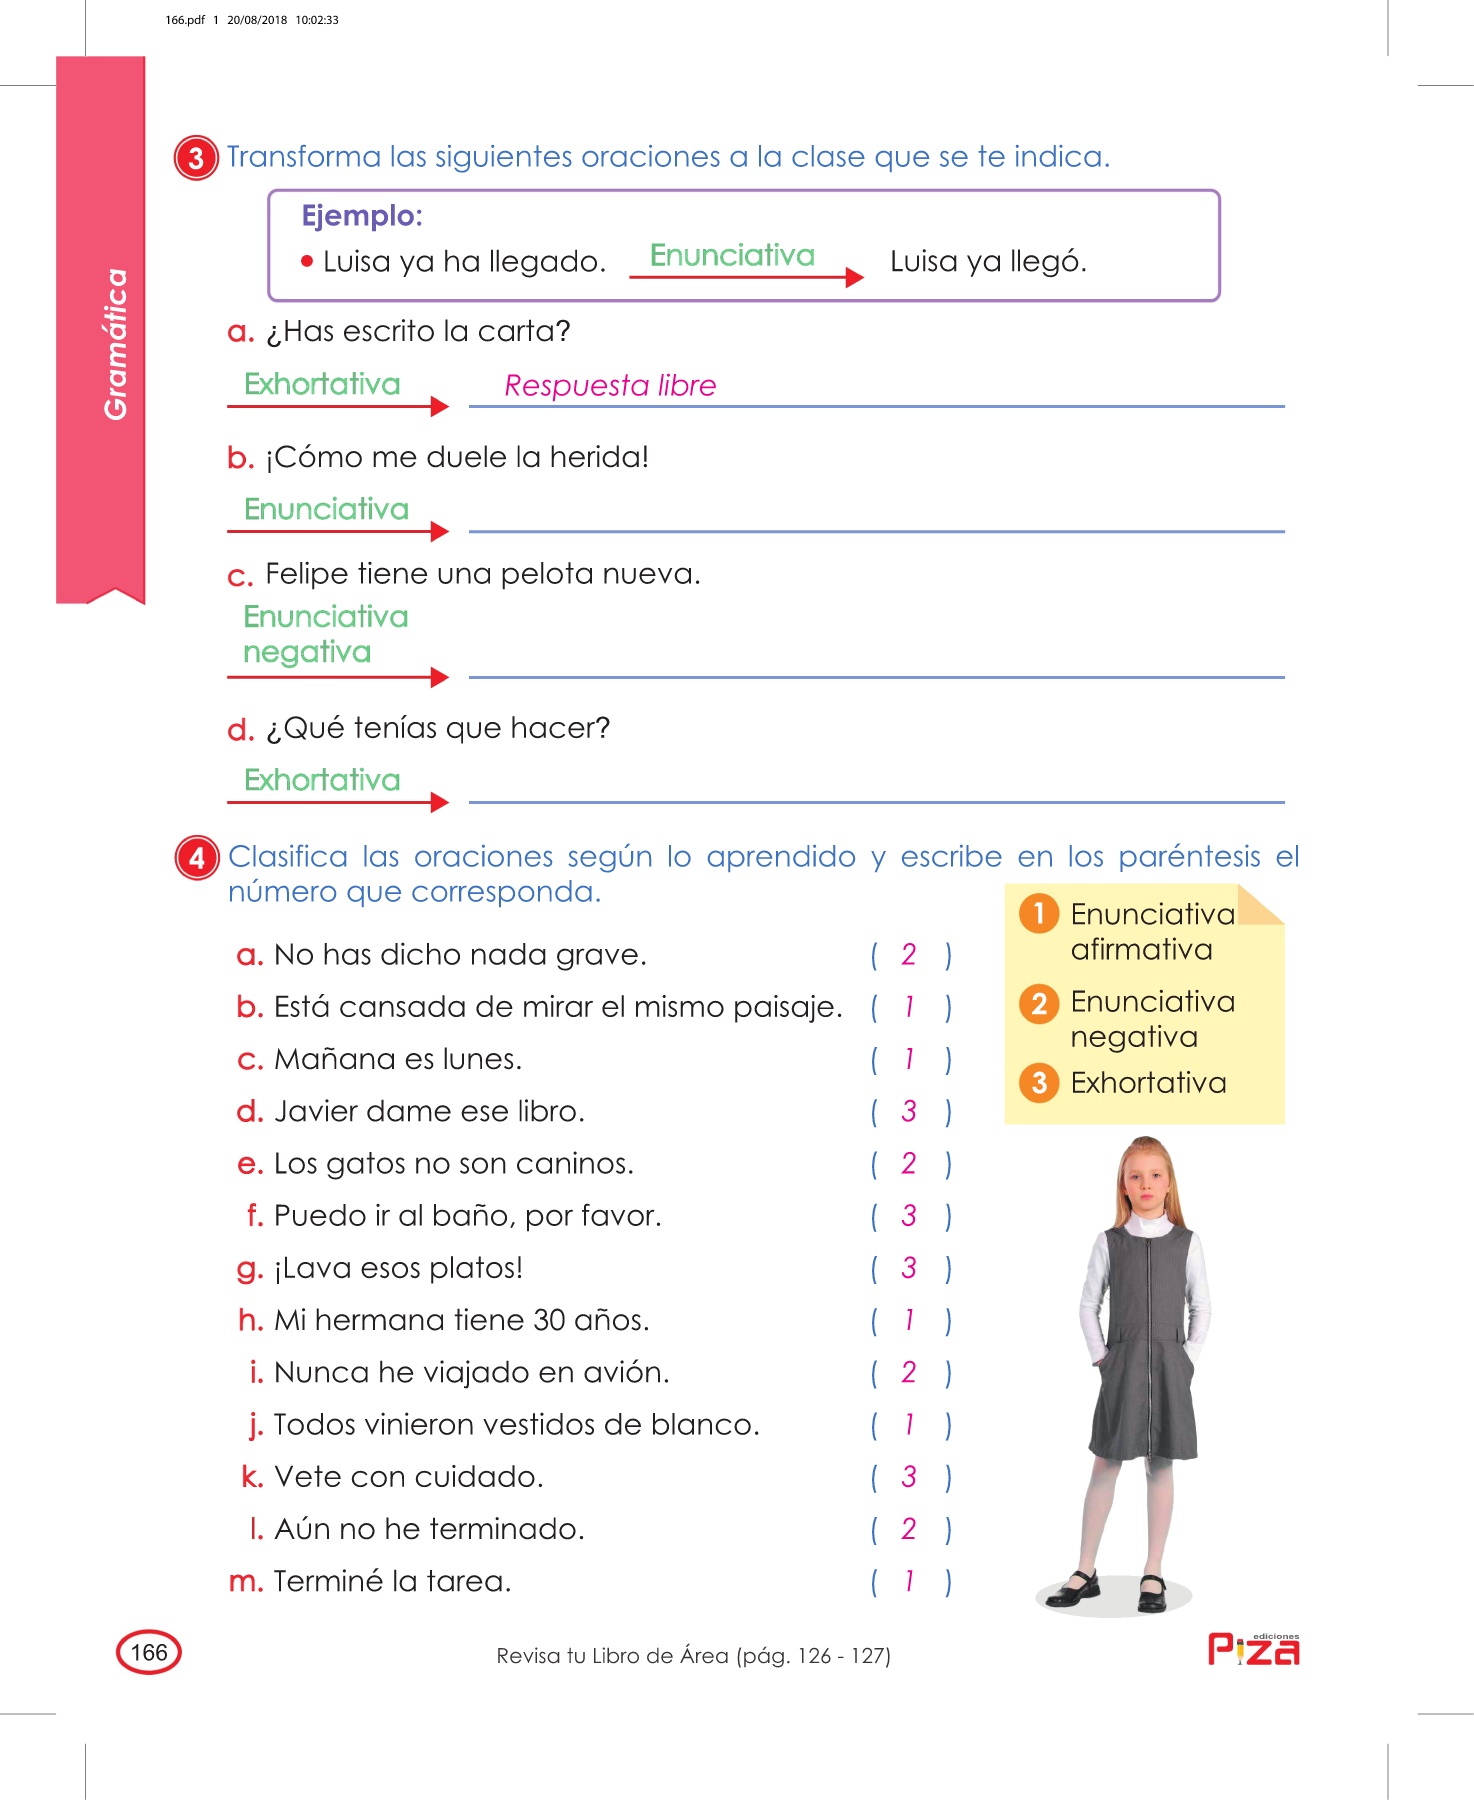 166.pdf 1 20/08/2018 10:02:33
Gramática
3 Transforma las siguientes oraciones a la clase que se te indica.
Ejemplo:
• Luisa ya ha llegado. Enunciativa Luisa ya llegó.
a. ¿Has escrito la carta?
Exhortativa Respuesta libre
b. ¡Cómo me duele la herida!
Enunciativa
c. Felipe tiene una pelota nueva.
Enunciativa
negativa
d. ¿Qué tenías que hacer?
Exhortativa
4 Clasifica las oraciones según lo aprendido y escribe en los paréntesis el
número que corresponda.
1 Enunciativa
afirmativa
2 Enunciativa
negativa
3 Exhortativa
a. No has dicho nada grave. ( 2 )
b. Está cansada de mirar el mismo paisaje. ( 1 )
c. Mañana es lunes. ( 1 )
d. Javier dame ese libro. ( 3 )
e. Los gatos no son caninos. ( 2 )
f. Puedo ir al baño, por favor. ( 3 )
g. ¡Lava esos platos! ( 3 )
h. Mi hermana tiene 30 años. ( 1 )
i. Nunca he viajado en avión. ( 2 )
j. Todos vinieron vestidos de blanco. ( 1 )
k. Vete con cuidado. ( 3 )
l. Aún no he terminado. ( 2 )
m. Terminé la tarea. ( 1 )
166
Revisa tu Libro de Área (pág. 126 - 127)
ediciones
Piza